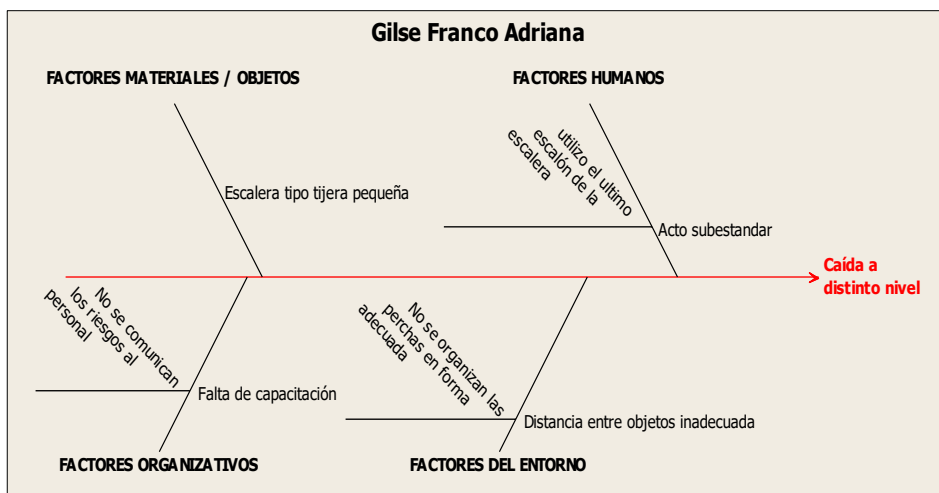 Gilse Franco Adriana
FACTORES MATERIALES / OBJETOS
FACTORES HUMANOS
utilizo el ultimo
escalón de la
escalera
Escalera tipo tijera pequeña
Acto subestandar
Caída a
distinto nivel
No se comunican
los riesgos al
personal
No se organizan las
perchas en forma
adecuada
Falta de capacitación
Distancia entre objetos inadecuada
FACTORES ORGANIZATIVOS
FACTORES DEL ENTORNO